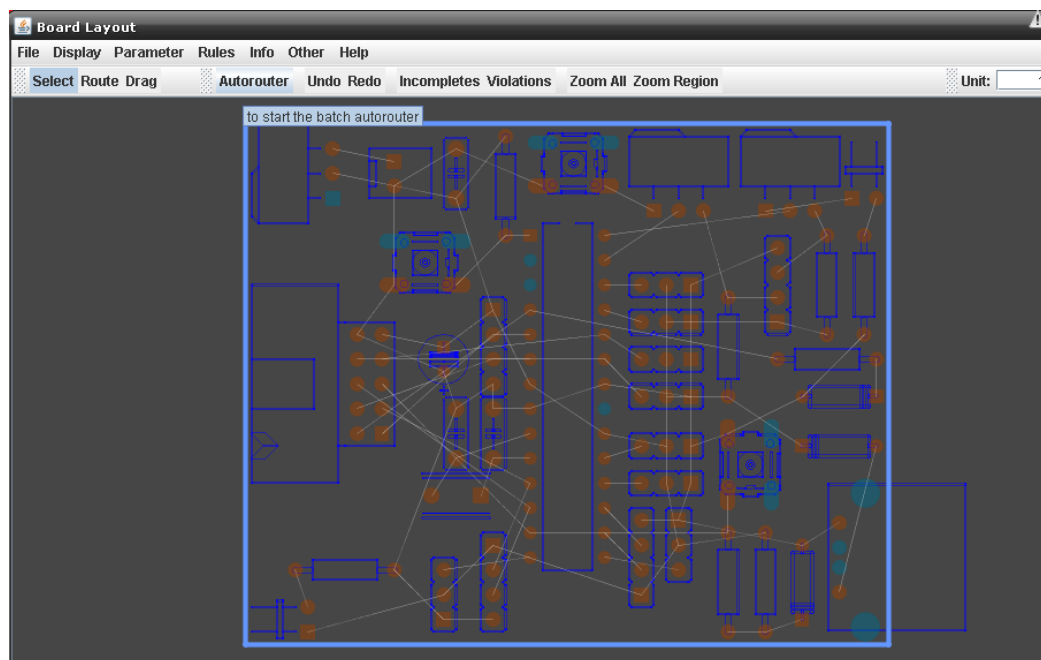 Board Layout
File Display Parameter Rules Info Other Help
Select Route Drag Autorouter Undo Redo Incompletes Violations Zoom All Zoom Region Unit:
to start the batch autorouter